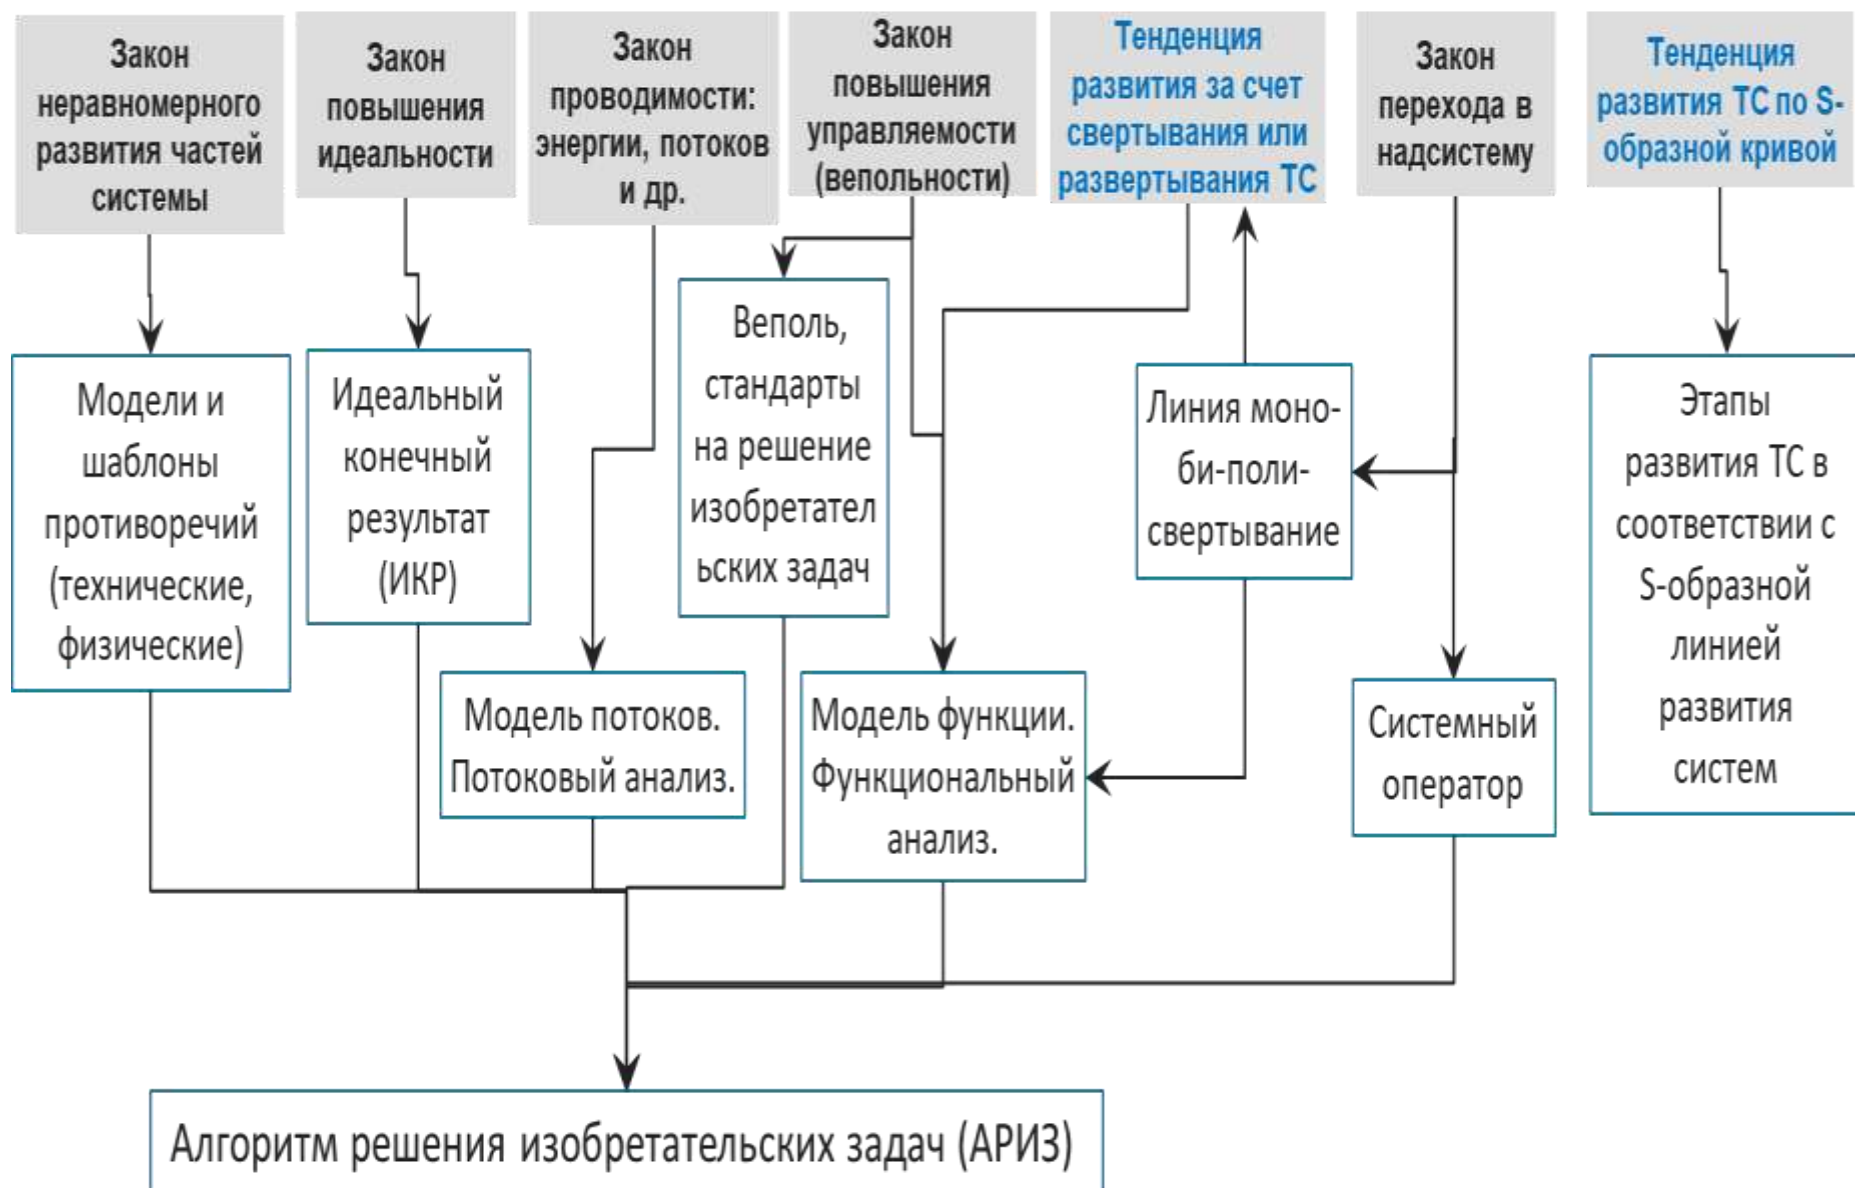 Закон
неравномерного
развития частей
системы
Закон
повышения
идеальности
Закон
проводимости:
энергии, потоков
и др.
Закон
повышения
управляемости
(вепольности)
Тенденция
развития за счет
свертывания или
развертывания ТС
Закон
перехода в
надсистему
Тенденция
развития ТС по S-
образной кривой
Модели и
шаблоны
противоречий
(технические,
физические)
Идеальный
конечный
результат
(ИКР)
Веполь,
стандарты
на решение
изобретател
ьских задач
Линия моно-
би-поли-
свертывание
Этапы
развития ТС в
соответствии с
S-образной
линией
развития
систем
Модель потоков.
Потоковый анализ.
Модель функции.
Функциональный
анализ.
Системный
оператор
Алгоритм решения изобретательских задач (АРИЗ)